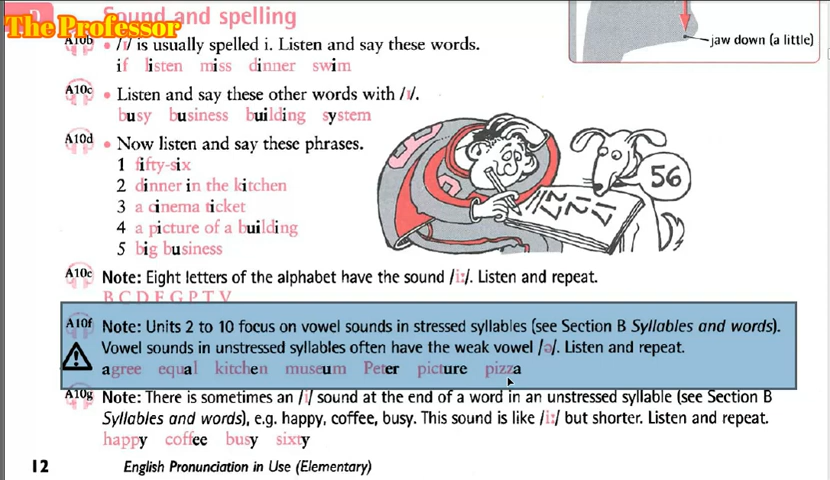 Sound and spelling
The Professor
A10b • /ɪ/ is usually spelled i. Listen and say these words.
if listen miss dinner swim
A10c • Listen and say these other words with /ɪ/.
busy business building system
A10d • Now listen and say these phrases.
1 fifty-six
2 dinner in the kitchen
3 a cinema ticket
4 a picture of a building
5 big business
jaw down (a little)
56
17
12
27
A10e Note: Eight letters of the alphabet have the sound /iː/. Listen and repeat.
B C D E G P T V
A10f Note: Units 2 to 10 focus on vowel sounds in stressed syllables (see Section B Syllables and words).
Vowel sounds in unstressed syllables often have the weak vowel /ə/. Listen and repeat.
agree equal kitchen museum Peter picture pizza
A10g Note: There is sometimes an /i/ sound at the end of a word in an unstressed syllable (see Section B
Syllables and words), e.g. happy, coffee, busy. This sound is like /iː/ but shorter. Listen and repeat.
happy coffee busy sixty
12 English Pronunciation in Use (Elementary)